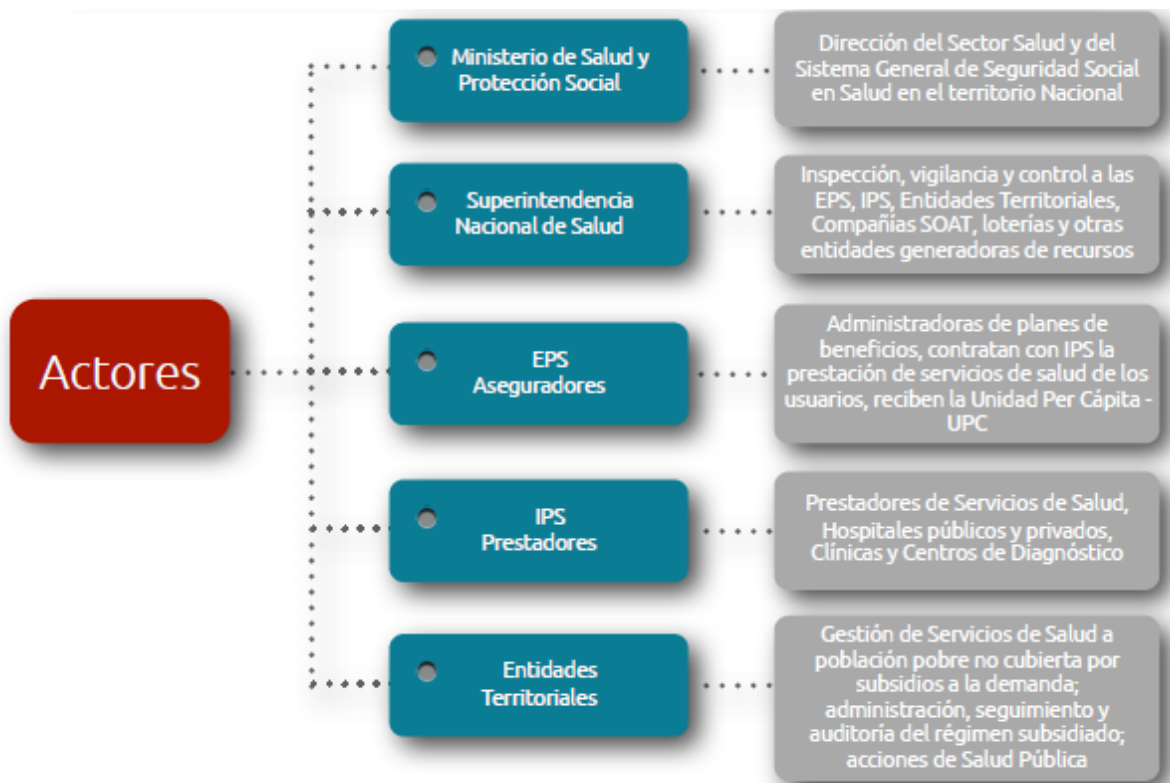 Actores
Ministerio de Salud y
Protección Social
Dirección del Sector Salud y del
Sistema General de Seguridad Social
en Salud en el territorio Nacional
Superintendencia
Nacional de Salud
Inspección, vigilancia y control a las
EPS, IPS, Entidades Territoriales,
Compañías SOAT, loterías y otras
entidades generadoras de recursos
EPS
Aseguradores
Administradoras de planes de
beneficios, contratan con IPS la
prestación de servicios de salud de los
usuarios, reciben la Unidad Per Cápita -
UPC
IPS
Prestadores
Prestadores de Servicios de Salud,
Hospitales públicos y privados,
Clínicas y Centros de Diagnóstico
Entidades
Territoriales
Gestión de Servicios de Salud a
población pobre no cubierta por
subsidios a la demanda;
administración, seguimiento y
auditoría del régimen subsidiado;
acciones de Salud Pública